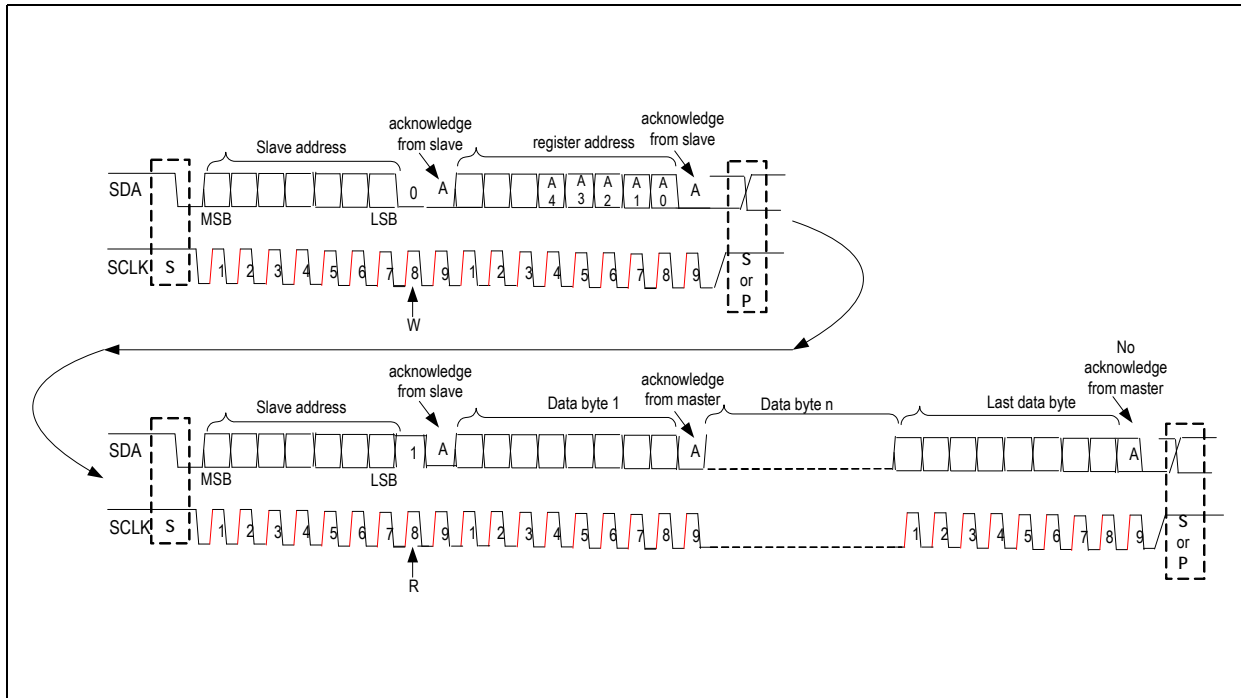 acknowledge
from slave
acknowledge
from slave
Slave address
register address
SDA
0
A
A
4
A
3
A
2
A
1
A
0
A
MSB
LSB
SCLK
S
1 2 3 4 5 6 7 8 9 1 2 3 4 5 6 7 8 9
S
or
P
W
No
acknowledge
from master
acknowledge
from slave
acknowledge
from master
Slave address
Data byte 1
Data byte n
Last data byte
SDA
1
A
A
A
MSB
LSB
SCLK
S
1 2 3 4 5 6 7 8 9 1 2 3 4 5 6 7 8 9
1 2 3 4 5 6 7 8 9
S
or
P
R